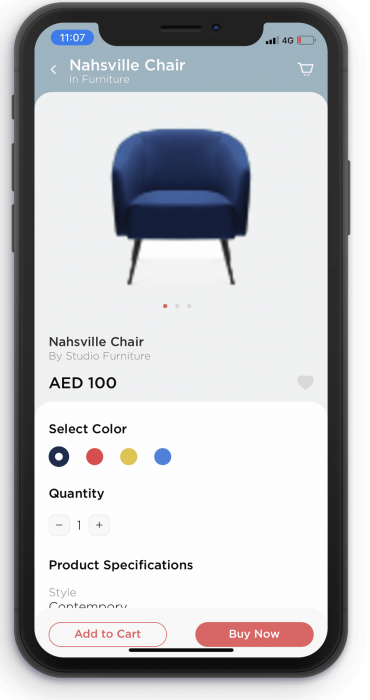 11:07
4G
Nahsville Chair
In Furniture
Nahsville Chair
By Studio Furniture
AED 100
Select Color
Quantity
− 1 +
Product Specifications
Style
Contempory
Add to Cart
Buy Now